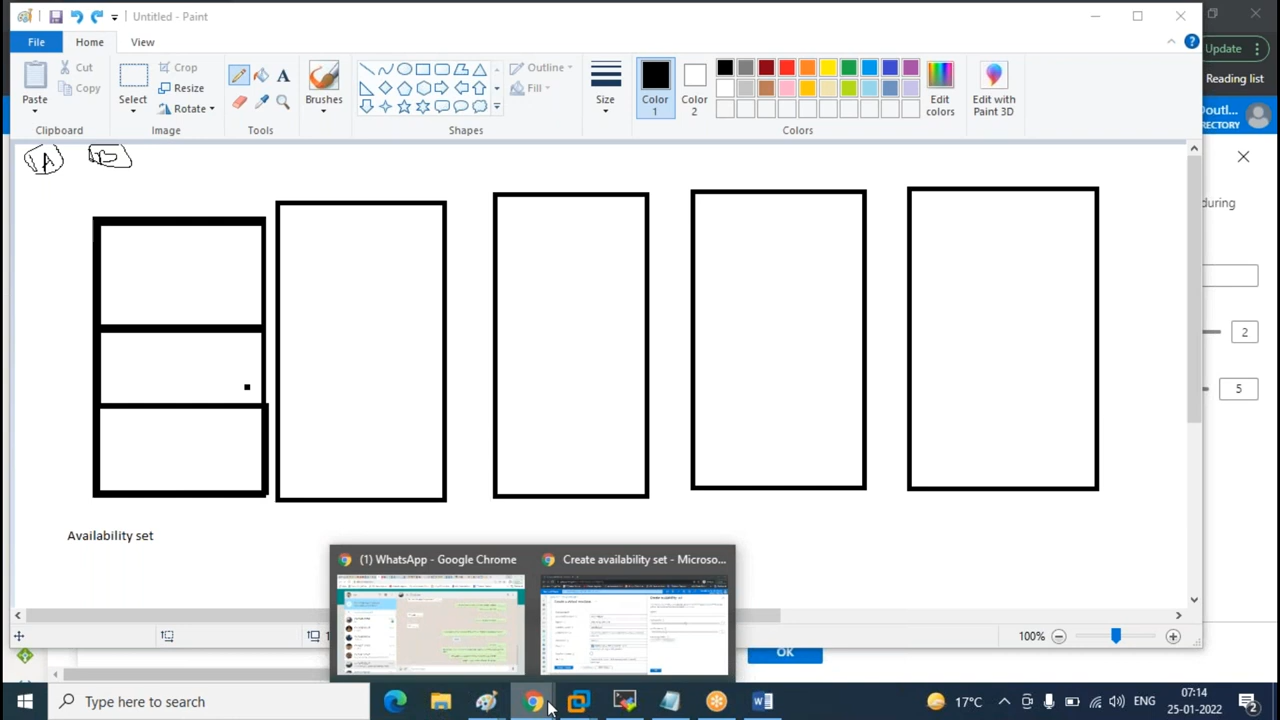 Untitled - Paint
Update
File
Home
View
Reading list
Paste
Cut
Copy
Clipboard
Select
Crop
Resize
Rotate
Image
A
Tools
Brushes
Outline
Fill
Shapes
Size
Color 1
Color 2
Edit colors
Colors
Edit with Paint 3D
Doutl...
DIRECTORY
A
during
2
5
Availability set
(1) WhatsApp - Google Chrome
Create availability set - Microso...
100%
OK
Type here to search
17°C
ENG
07:14
25-01-2022
2